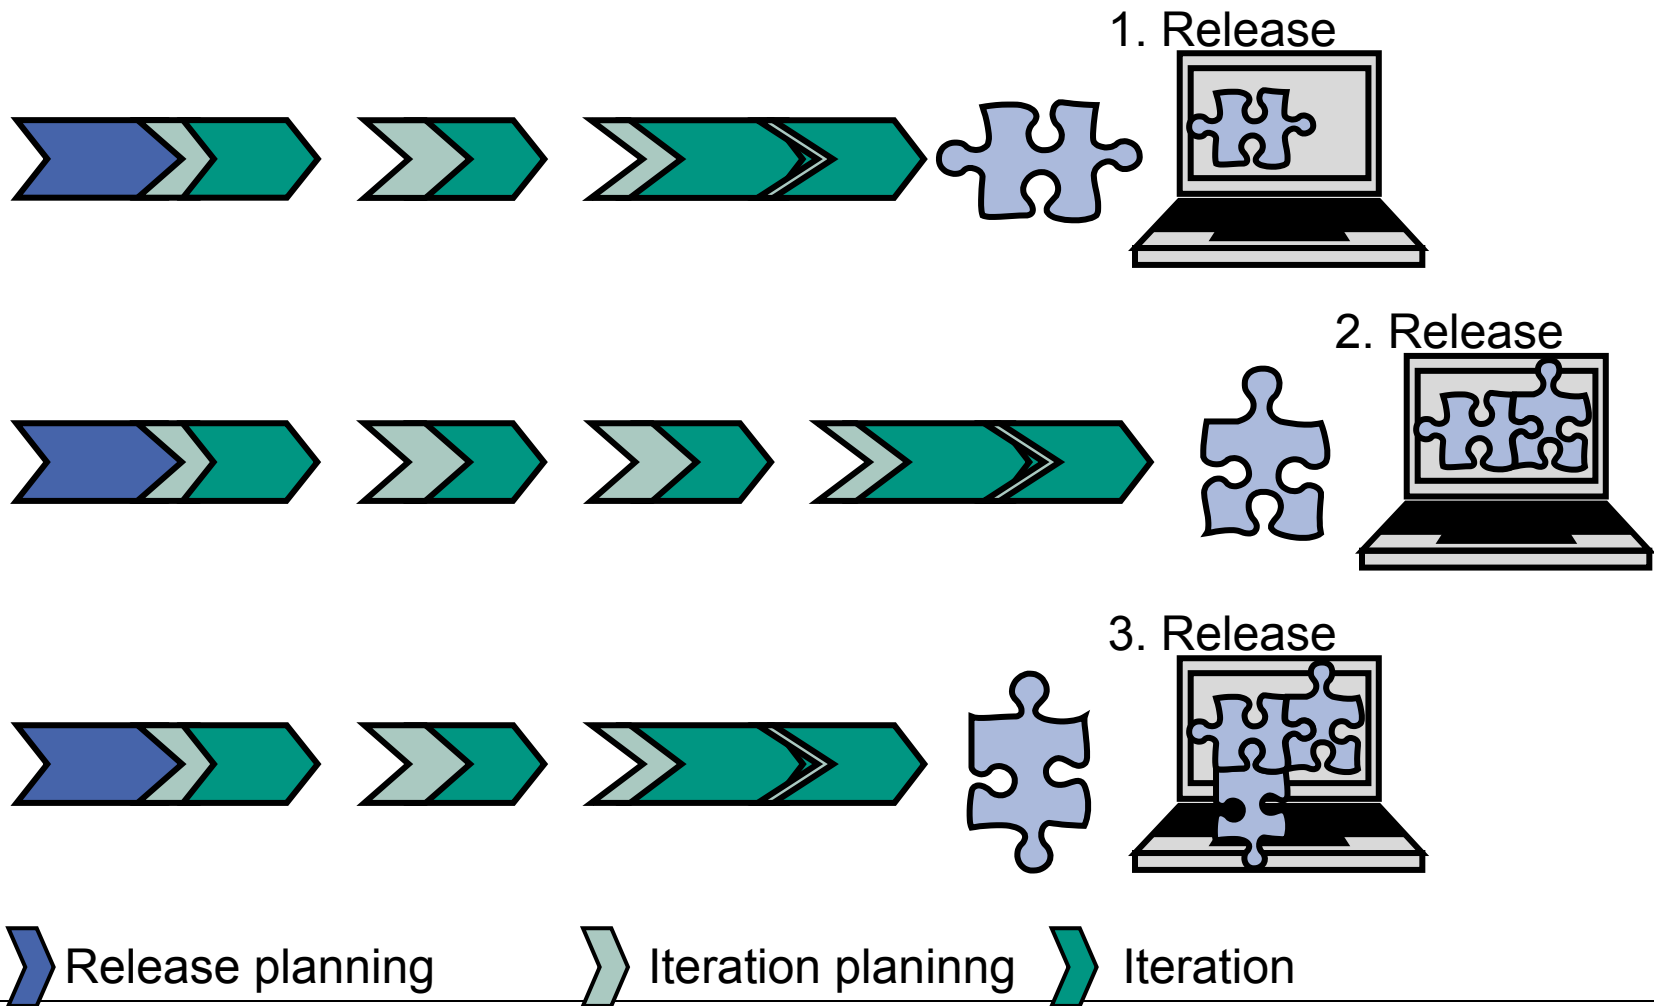 1. Release
2. Release
3. Release
Release planning
Iteration planinng
Iteration